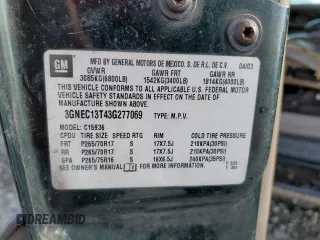 GM
MFD BY GENERAL MOTORS DE MEXICO, S. DE R.L. DE C.V.
04/03
GVWR GAWR FRT GAWR RR
3085KG(6800LB) 1542KG(3400LB) 1814KG(4000LB)
THIS VEHICLE CONFORMS TO ALL APPLICABLE U.S. FEDERAL MOTOR
VEHICLE SAFETY STANDARDS IN EFFECT ON THE DATE OF
MANUFACTURE SHOWN ABOVE.
3GNEC13T43G277069 TYPE: M.P.V.
MODEL: C15936
CPDU TIRE SIZE SPEED RTG RIM COLD TIRE PRESSURE
FRT P265/70R17 S 17X7.5J 210KPA(30PSI)
RR P265/70R17 S 17X7.5J 210KPA(30PSI)
SPA P265/75R16 S 16X6.5J 240KPA(35PSI)
SEE OWNER'S MANUAL
DREAMBID